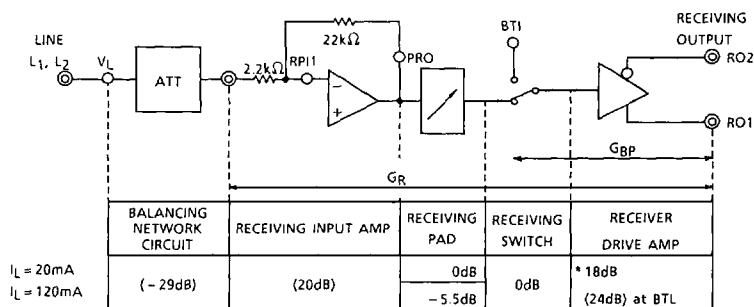 LINE
L1, L2
VL
ATT
2.2kΩ
RPI1
22kΩ
PRO
−
+
BTI
RECEIVING
OUTPUT
RO2
RO1
GBP
GR
BALANCING
NETWORK
CIRCUIT
RECEIVING INPUT AMP
RECEIVING
PAD
RECEIVING
SWITCH
RECEIVER
DRIVE AMP
IL = 20mA
IL = 120mA
(−29dB)
(20dB)
0dB
−5.5dB
0dB
* 18dB
(24dB) at BTL